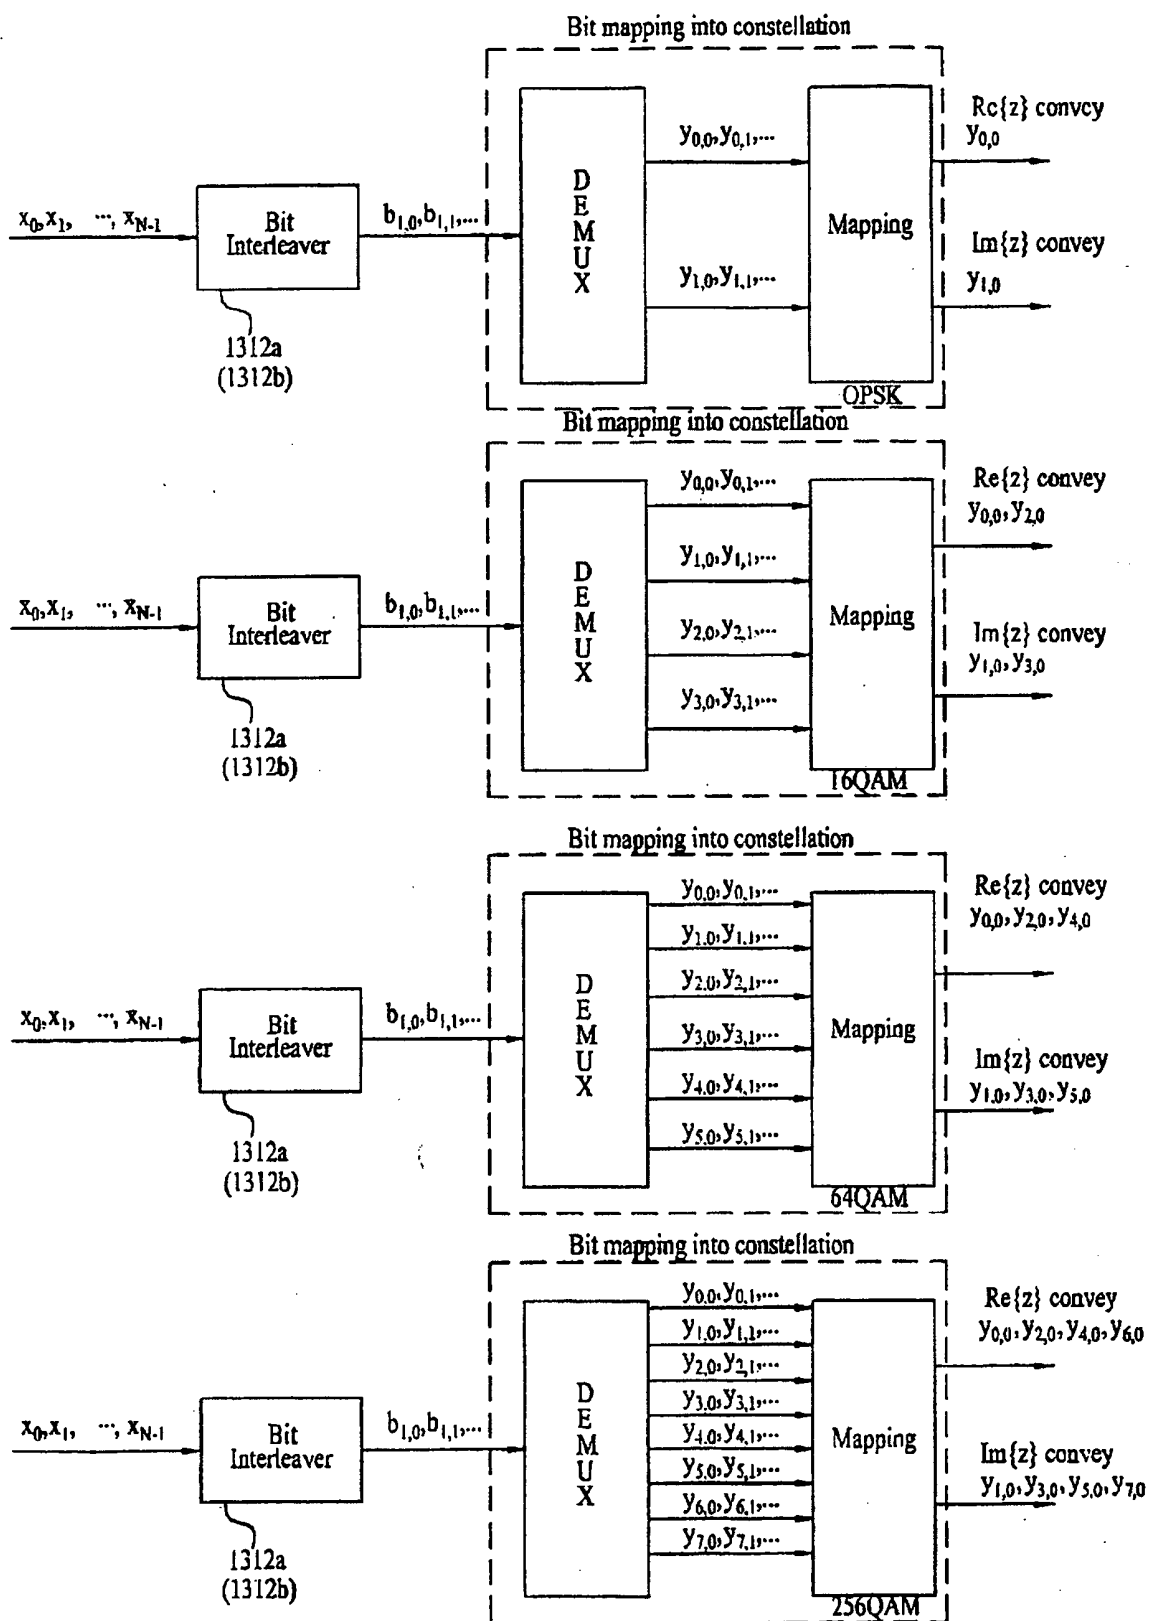 Bit mapping into constellation
x0,x1, ..., xN-1
Bit
Interleaver
1312a
(1312b)
b1,0,b1,1,...
D
E
M
U
X
y0,0,y0,1,...
y1,0,y1,1,...
Mapping
OPSK
Re{z} convey
y0,0
Im{z} convey
y1,0
Bit mapping into constellation
x0,x1, ..., xN-1
Bit
Interleaver
1312a
(1312b)
b1,0,b1,1,...
D
E
M
U
X
y0,0,y0,1,...
y1,0,y1,1,...
y2,0,y2,1,...
y3,0,y3,1,...
Mapping
16QAM
Re{z} convey
y0,0,y2,0
Im{z} convey
y1,0,y3,0
Bit mapping into constellation
x0,x1, ..., xN-1
Bit
Interleaver
1312a
(1312b)
b1,0,b1,1,...
D
E
M
U
X
y0,0,y0,1,...
y1,0,y1,1,...
y2,0,y2,1,...
y3,0,y3,1,...
y4,0,y4,1,...
y5,0,y5,1,...
Mapping
64QAM
Re{z} convey
y0,0,y2,0,y4,0
Im{z} convey
y1,0,y3,0,y5,0
Bit mapping into constellation
x0,x1, ..., xN-1
Bit
Interleaver
1312a
(1312b)
b1,0,b1,1,...
D
E
M
U
X
y0,0,y0,1,...
y1,0,y1,1,...
y2,0,y2,1,...
y3,0,y3,1,...
y4,0,y4,1,...
y5,0,y5,1,...
y6,0,y6,1,...
y7,0,y7,1,...
Mapping
256QAM
Re{z} convey
y0,0,y2,0,y4,0,y6,0
Im{z} convey
y1,0,y3,0,y5,0,y7,0